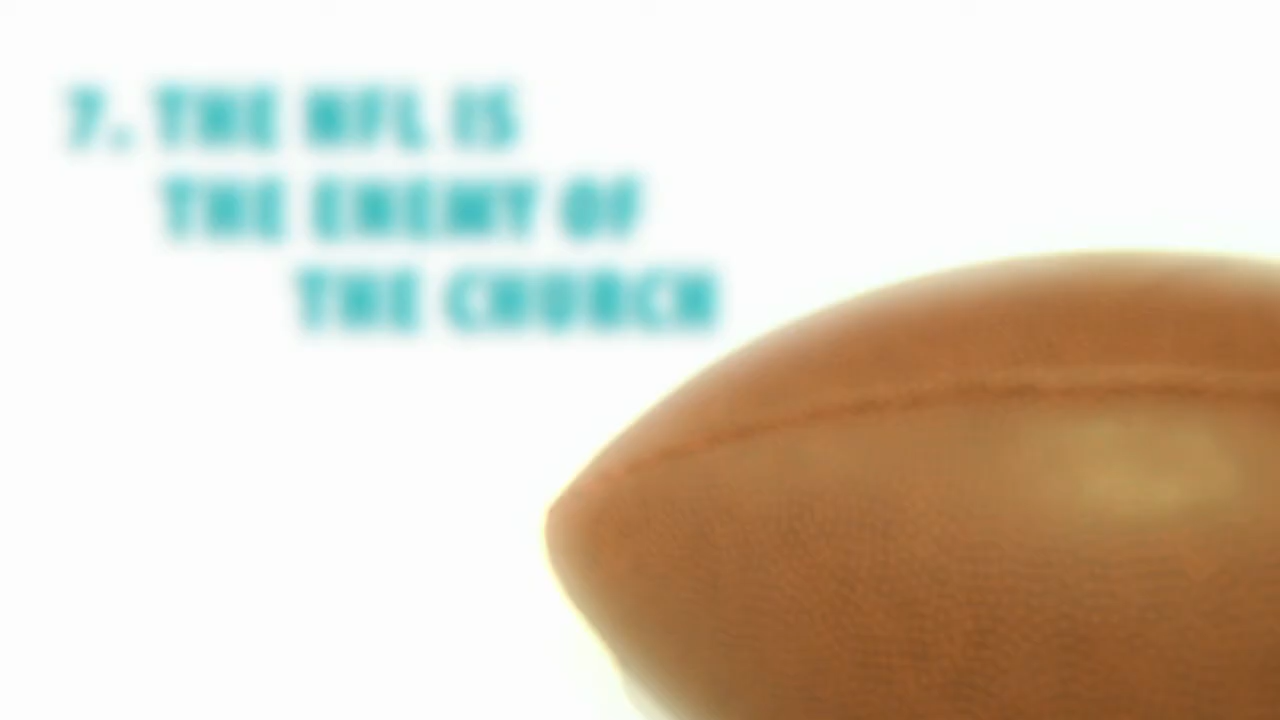 7. THE NFL IS
THE ENEMY OF
THE CHURCH